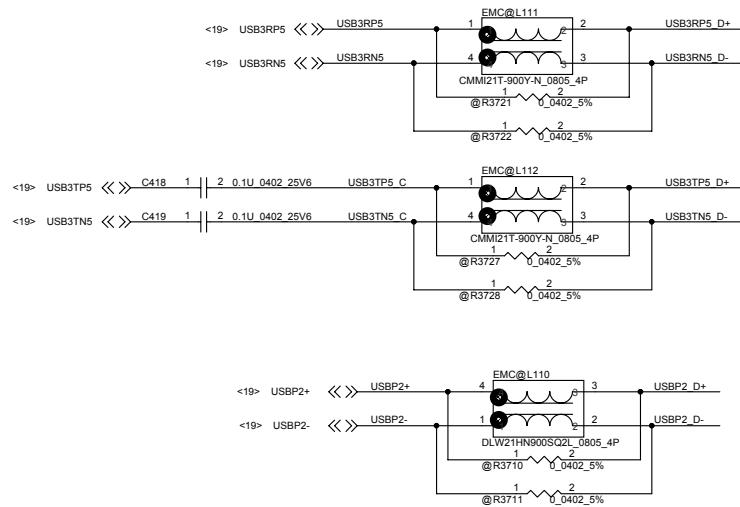 EMC@L111
<19> USB3RP5 USB3RP5 1 2 2 USB3RP5_D+
<19> USB3RN5 USB3RN5 4 3 3 USB3RN5_D-
CMMI21T-900Y-N_0805_4P
1 2
@R3721 0_0402_5%
1 2
@R3722 0_0402_5%
EMC@L112
<19> USB3TP5 C418 1 2 0.1U_0402_25V6 USB3TP5_C 1 2 2 USB3TP5_D+
<19> USB3TN5 C419 1 2 0.1U_0402_25V6 USB3TN5_C 4 3 3 USB3TN5_D-
CMMI21T-900Y-N_0805_4P
1 2
@R3727 0_0402_5%
1 2
@R3728 0_0402_5%
EMC@L110
<19> USBP2+ USBP2+ 4 3 3 USBP2_D+
<19> USBP2- USBP2- 1 2 2 USBP2_D-
DLW21HN900SQ2L_0805_4P
1 2
@R3710 0_0402_5%
1 2
@R3711 0_0402_5%